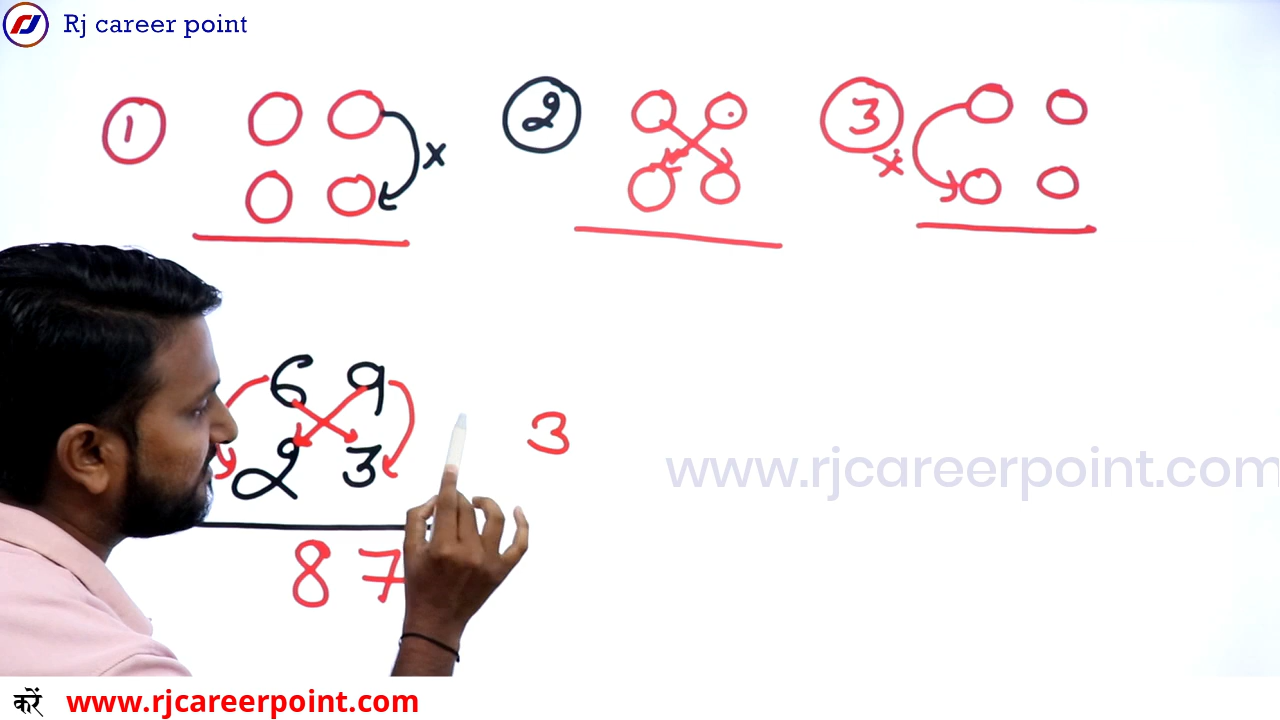 Rj career point
1 2 3
x x
6 9
3
2 3
www.rjcareerpoint.com
8 7
करें www.rjcareerpoint.com